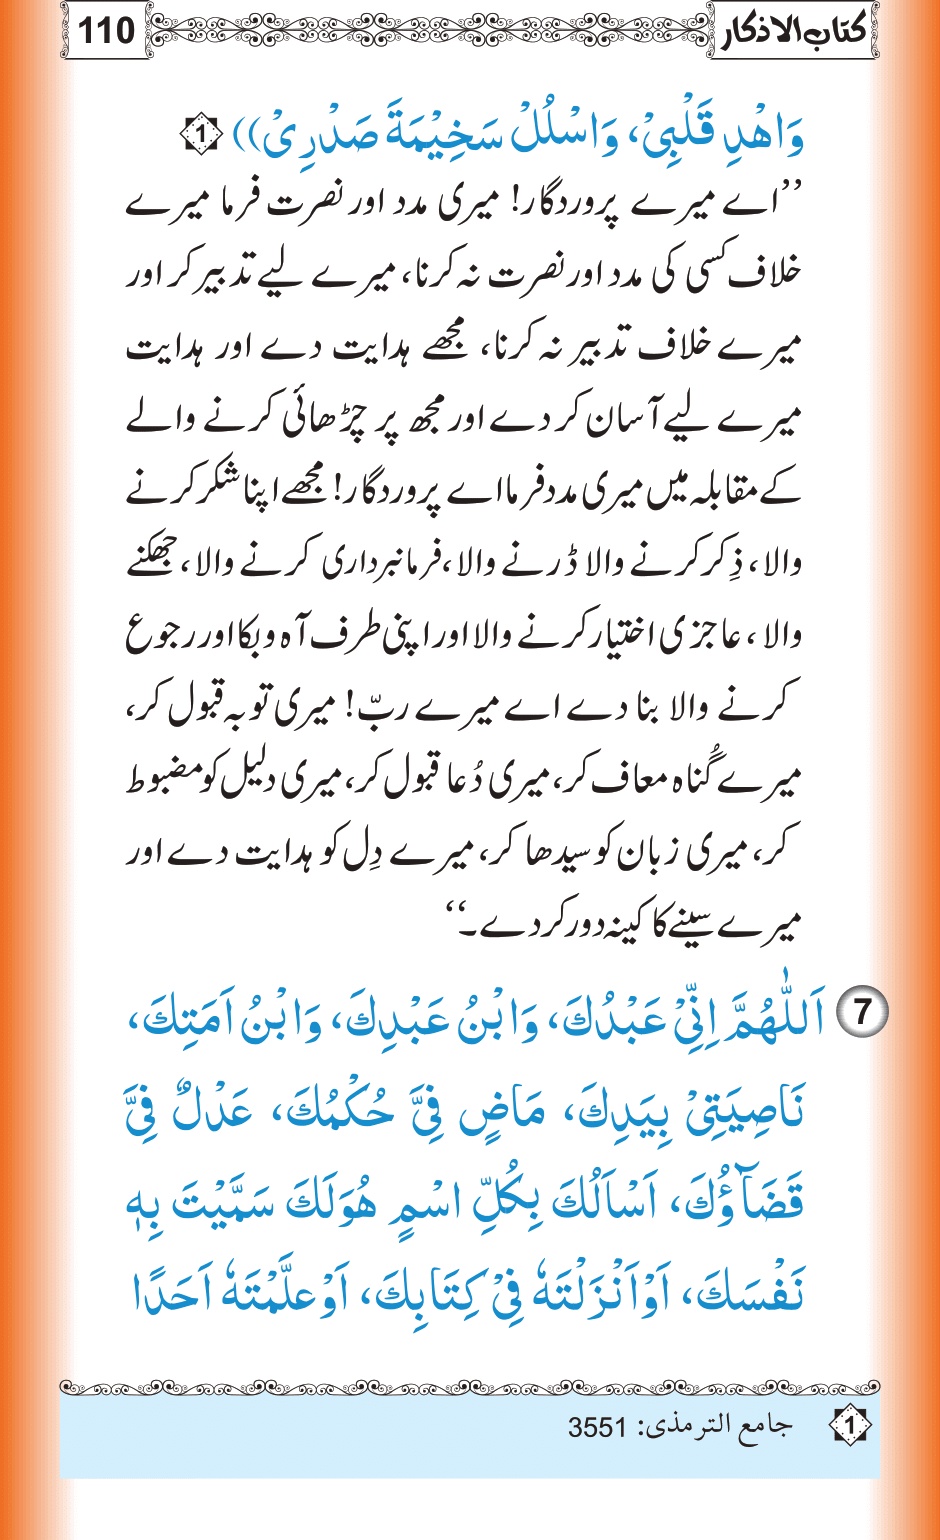 كتاب الاذكار
110
وَاهْدِ قَلْبِىْ، وَاسْلُلْ سَخِيْمَةَ صَدْرِىْ)) 1
’’اے میرے پروردگار! میری مدد اور نصرت فرما میرے
خلاف کسی کی مدد اور نصرت نہ کرنا، میرے لیے تدبیر کر اور
میرے خلاف تدبیر نہ کرنا، مجھے ہدایت دے اور ہدایت
میرے لیے آسان کر دے اور مجھ پر چڑھائی کرنے والے
کے مقابلہ میں میری مدد فرما اے پروردگار! مجھے اپنا شکر کرنے
والا، ذِکر کرنے والا ڈرنے والا، فرمانبرداری کرنے والا، جھکنے
والا، عاجزی اختیار کرنے والا اور اپنی طرف آہ و بکا اور رجوع
کرنے والا بنا دے اے میرے ربّ! میری توبہ قبول کر،
میرے گُناہ معاف کر، میری دُعا قبول کر، میری دلیل کو مضبوط
کر، میری زبان کو سیدھا کر، میرے دِل کو ہدایت دے اور
میرے سینے کا کینہ دور کر دے۔‘‘
7 اَللّٰهُمَّ اِنِّىْ عَبْدُكَ، وَابْنُ عَبْدِكَ، وَابْنُ اَمَتِكَ،
نَاصِيَتِىْ بِيَدِكَ، مَاضٍ فِىَّ حُكْمُكَ، عَدْلٌ فِىَّ
قَضَآؤُكَ، اَسْاَلُكَ بِكُلِّ اسْمٍ هُوَلَكَ سَمَّيْتَ بِهٖ
نَفْسَكَ، اَوْاَنْزَلْتَهٗ فِىْ كِتَابِكَ، اَوْعلَّمْتَهٗ اَحَدًا
1 جامع الترمذی: 3551